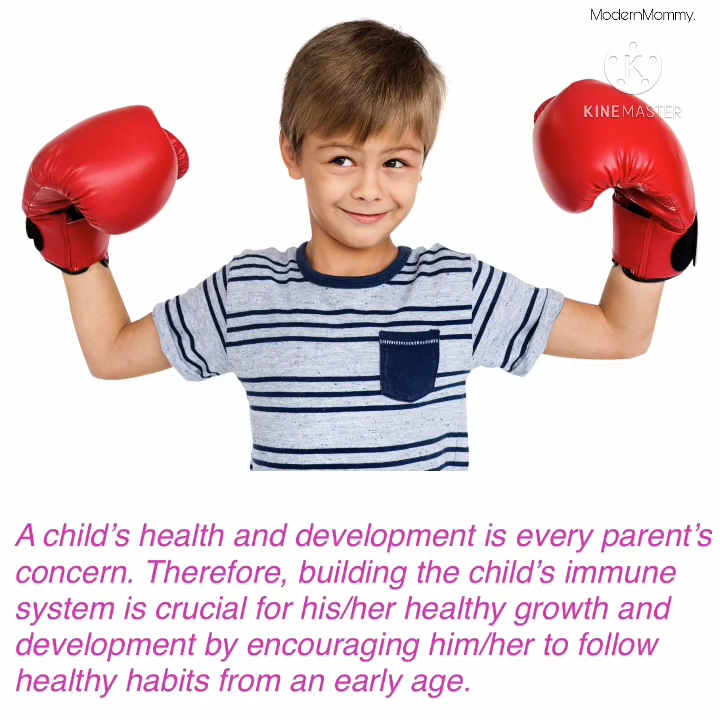 ModernMommy.
K
KINEMASTER
A child’s health and development is every parent’s
concern. Therefore, building the child’s immune
system is crucial for his/her healthy growth and
development by encouraging him/her to follow
healthy habits from an early age.